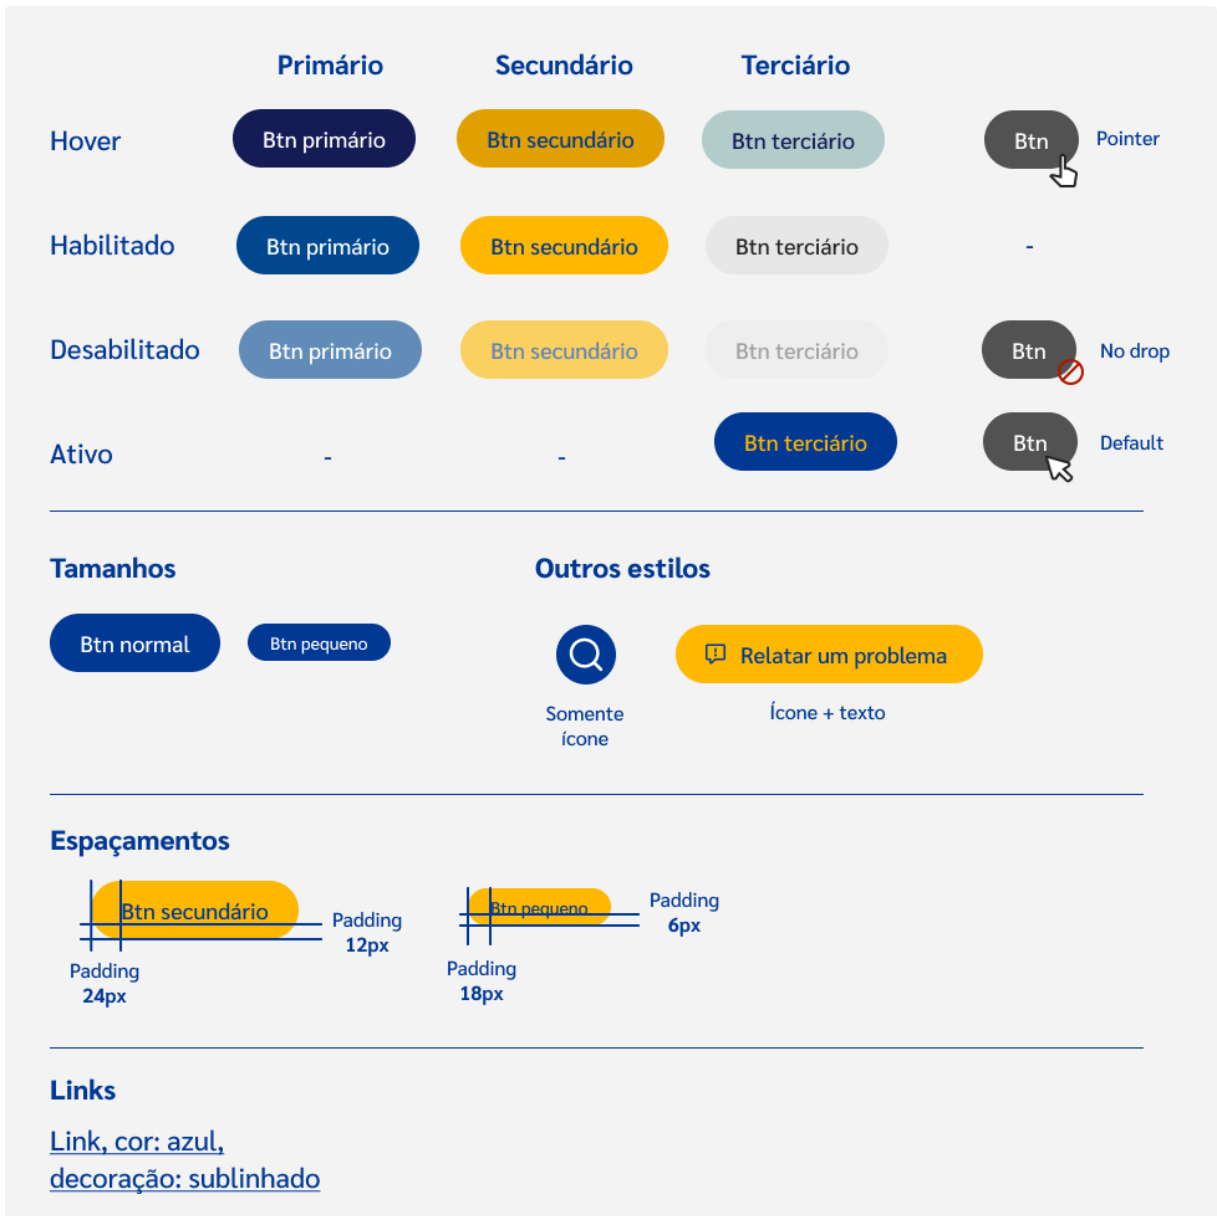 Primário Secundário Terciário
Hover Btn primário Btn secundário Btn terciário Btn Pointer
Habilitado Btn primário Btn secundário Btn terciário -
Desabilitado Btn primário Btn secundário Btn terciário Btn No drop
Ativo - - Btn terciário Btn Default
Tamanhos
Btn normal Btn pequeno
Outros estilos
Relatar um problema
Somente
ícone
Ícone + texto
Espaçamentos
Btn secundário
Padding
12px
Padding
24px
Btn pequeno
Padding
6px
Padding
18px
Links
Link, cor: azul,
decoração: sublinhado